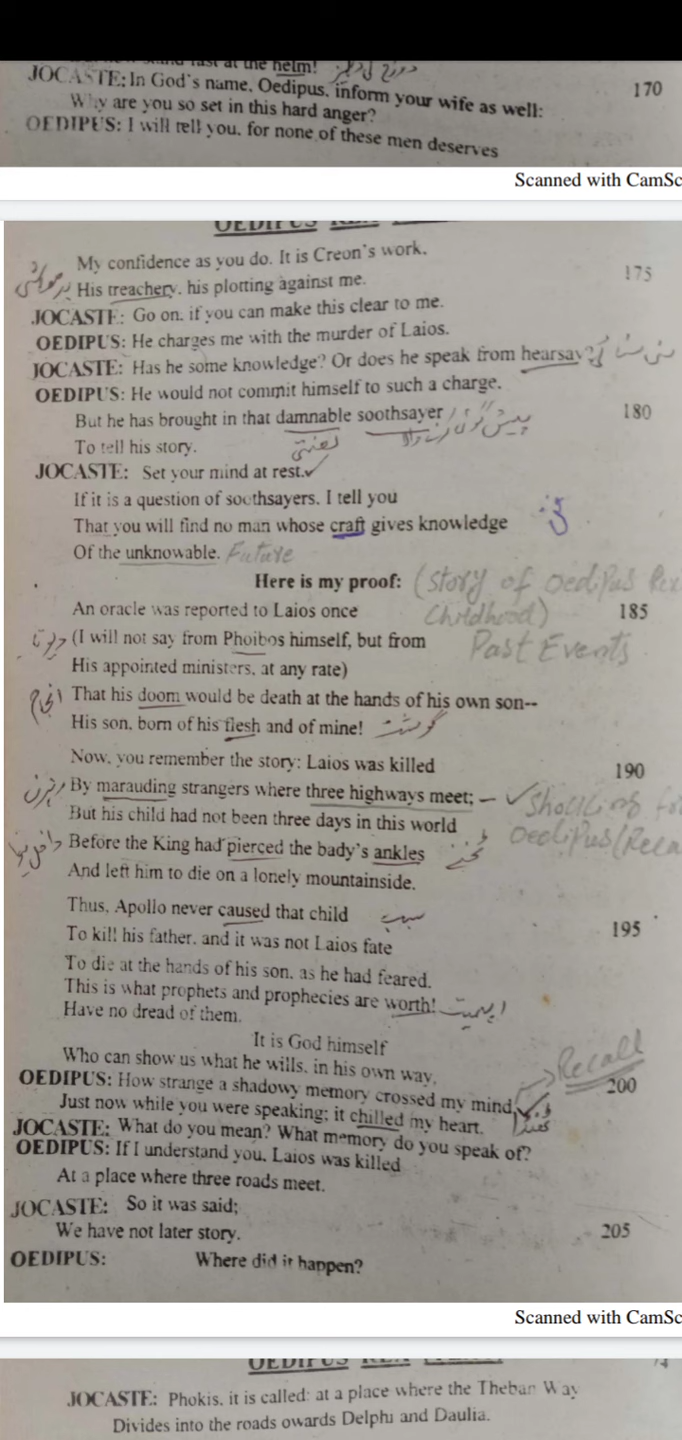 helm!
JOCASTE: In God's name, Oedipus, inform your wife as well: 170
Why are you so set in this hard anger?
OEDIPUS: I will tell you, for none of these men deserves
Scanned with CamSc
OEDIPUS REX
My confidence as you do. It is Creon's work,
His treachery, his plotting against me. 175
JOCASTE: Go on, if you can make this clear to me.
OEDIPUS: He charges me with the murder of Laios.
JOCASTE: Has he some knowledge? Or does he speak from hearsay? سنی سنائی
OEDIPUS: He would not commit himself to such a charge,
But he has brought in that damnable soothsayer 180
To tell his story. لعنتی
JOCASTE: Set your mind at rest.
If it is a question of soothsayers, I tell you
That you will find no man whose craft gives knowledge فن
Of the unknowable. Future
Here is my proof: (Story of Oedipus Rex
An oracle was reported to Laios once Childhood) 185
(I will not say from Phoibos himself, but from Past Events
His appointed ministers, at any rate)
That his doom would be death at the hands of his own son--
His son, born of his flesh and of mine! گوشت
Now, you remember the story: Laios was killed 190
By marauding strangers where three highways meet;
But his child had not been three days in this world
Before the King had pierced the bady's ankles Oedipus (Reca
And left him to die on a lonely mountainside.
Thus, Apollo never caused that child سبب
To kill his father, and it was not Laios fate 195
To die at the hands of his son, as he had feared.
This is what prophets and prophecies are worth! اہمیت
Have no dread of them.
It is God himself
Who can show us what he wills, in his own way. Recall
OEDIPUS: How strange a shadowy memory crossed my mind, 200
Just now while you were speaking; it chilled my heart.
JOCASTE: What do you mean? What memory do you speak of?
OEDIPUS: If I understand you, Laios was killed
At a place where three roads meet.
JOCASTE: So it was said;
We have not later story. 205
OEDIPUS: Where did it happen?
Scanned with CamSc
OEDIPUS REX
JOCASTE: Phokis, it is called: at a place where the Theban Way
Divides into the roads owards Delphi and Daulia.